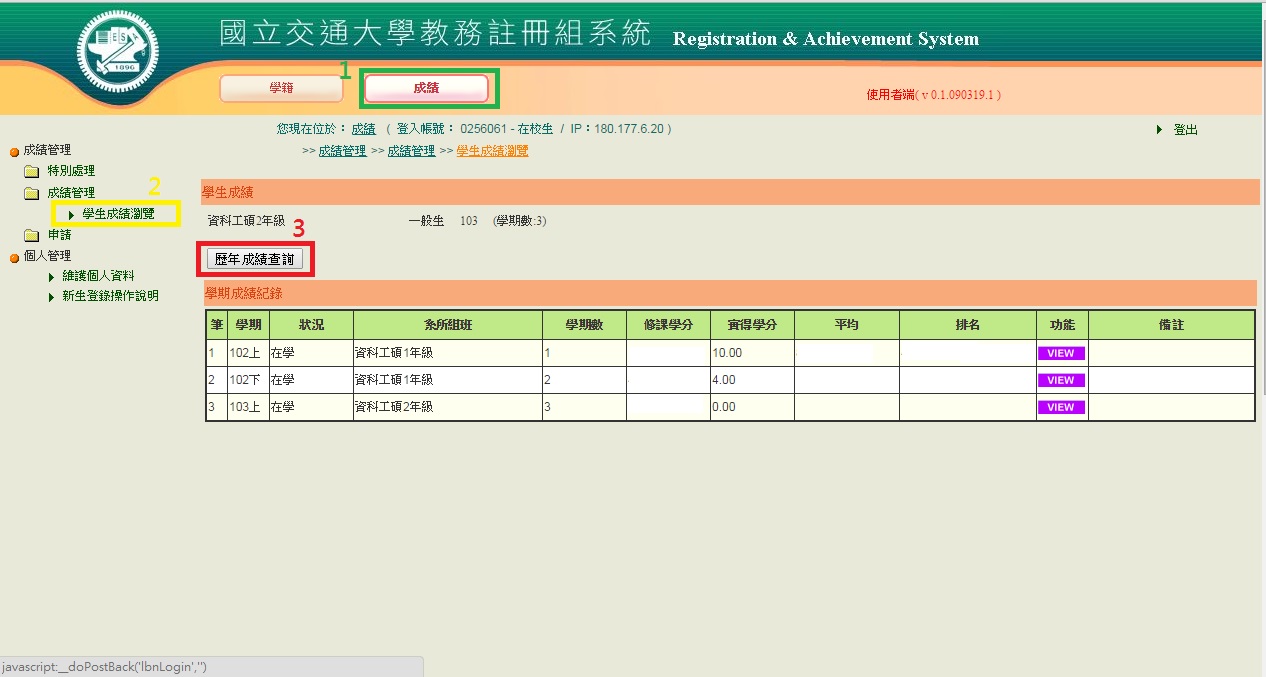 國立交通大學教務註冊組系統 Registration & Achievement System
1
學籍 成績
使用者端( v 0.1.090319.1 )
您現在位於： 成績 ( 登入帳號： 0256061 - 在校生 / IP：180.177.6.20 )
登出
>> 成績管理 >> 成績管理 >> 學生成績瀏覽
成績管理
特別處理
成績管理
2
學生成績瀏覽
申請
個人管理
維護個人資料
新生登錄操作說明
學生成績
資科工碩2年級 一般生 103 (學期數:3)
3
歷年成績查詢
學期成績紀錄
筆 學期 狀況 系所組班 學期數 修課學分 實得學分 平均 排名 功能 備註
1 102上 在學 資科工碩1年級 1 10.00 VIEW
2 102下 在學 資科工碩1年級 2 4.00 VIEW
3 103上 在學 資科工碩2年級 3 0.00 VIEW
javascript:__doPostBack('lbnLogin','')
ES
1896